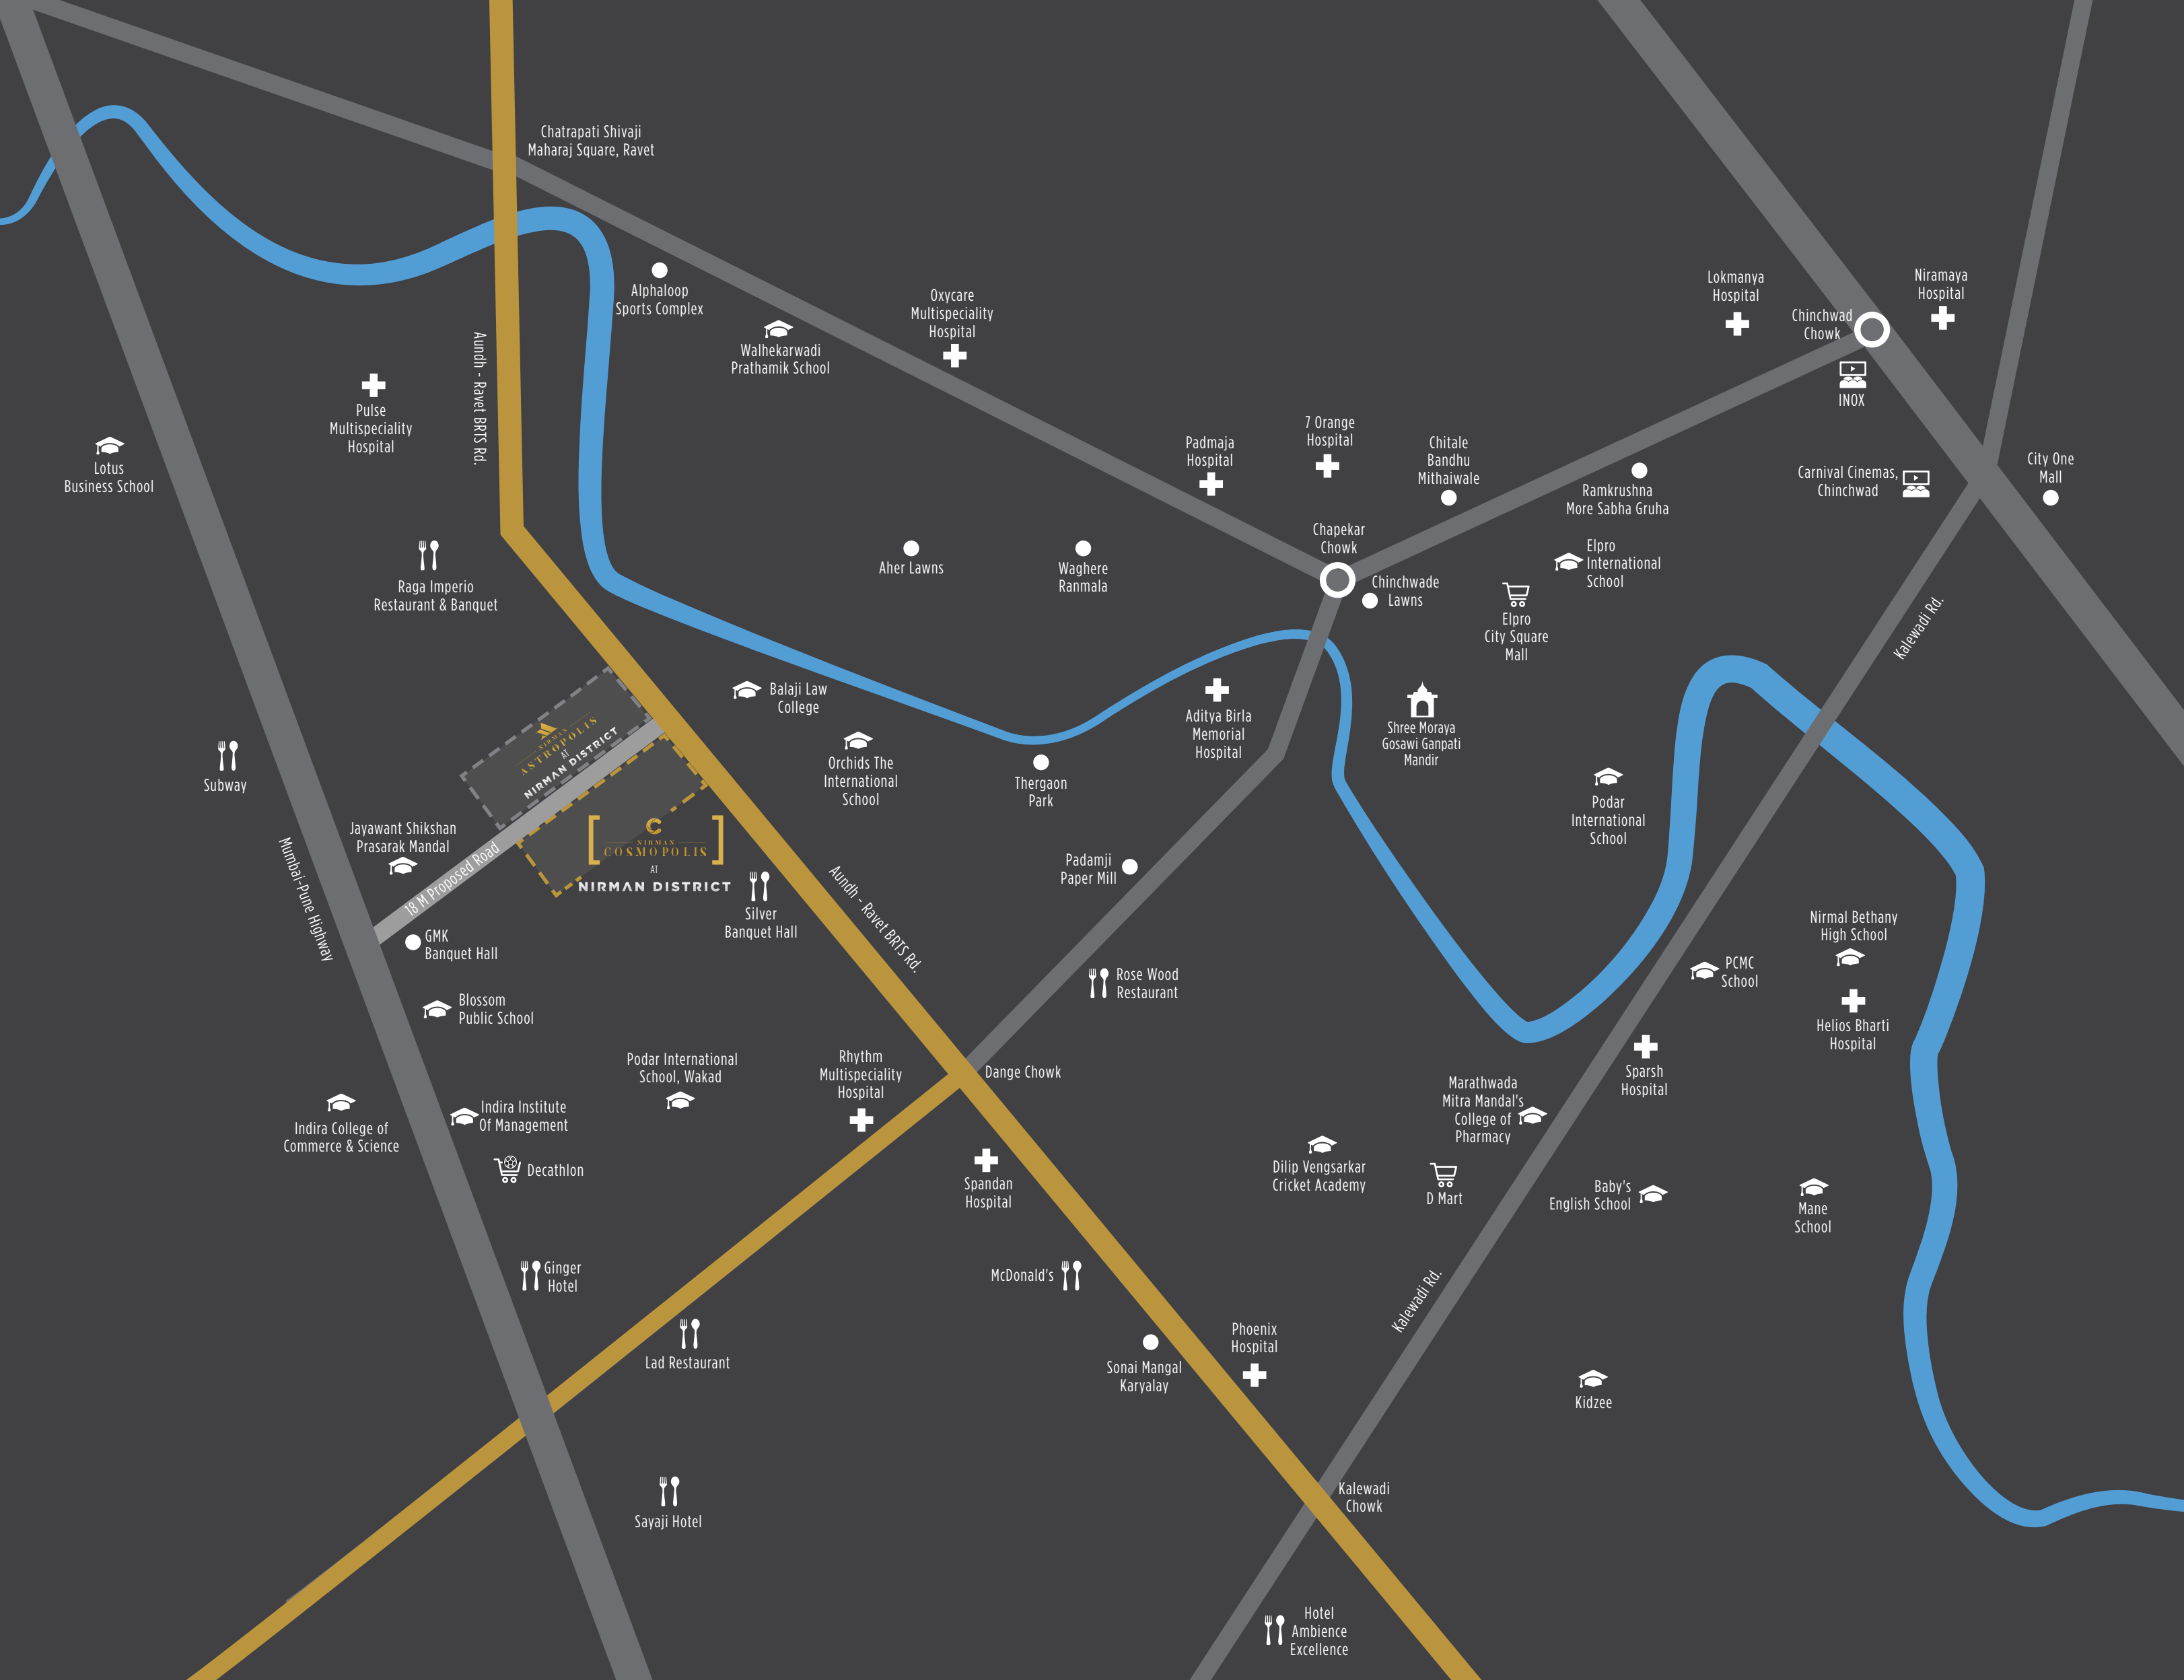 Chatrapati Shivaji
Maharaj Square, Ravet
Alphaloop
Sports Complex
Walhekarwadi
Prathamik School
Oxycare
Multispeciality
Hospital
Lokmanya
Hospital
Chinchwad
Chowk
Niramaya
Hospital
INOX
Aundh - Ravet BRTS Rd.
Pulse
Multispeciality
Hospital
Lotus
Business School
Padmaja
Hospital
7 Orange
Hospital
Chitale
Bandhu
Mithaiwale
Ramkrushna
More Sabha Gruha
Carnival Cinemas,
Chinchwad
City One
Mall
Raga Imperio
Restaurant & Banquet
Aher Lawns
Waghere
Ranmala
Chapekar
Chowk
Chinchwade
Lawns
Elpro
International
School
Elpro
City Square
Mall
Kalewadi Rd.
Balaji Law
College
Orchids The
International
School
Thergaon
Park
Aditya Birla
Memorial
Hospital
Shree Moraya
Gosawi Ganpati
Mandir
Podar
International
School
NIRMAN
ASTROPOLIS
AT
NIRMAN DISTRICT
Subway
Jayawant Shikshan
Prasarak Mandal
18 M Proposed Road
Mumbai-Pune Highway
C
NIRMAN
COSMOPOLIS
AT
NIRMAN DISTRICT
Silver
Banquet Hall
Aundh - Ravet BRTS Rd.
Padamji
Paper Mill
GMK
Banquet Hall
Rose Wood
Restaurant
Nirmal Bethany
High School
PCMC
School
Helios Bharti
Hospital
Blossom
Public School
Podar International
School, Wakad
Rhythm
Multispeciality
Hospital
Dange Chowk
Sparsh
Hospital
Marathwada
Mitra Mandal's
College of
Pharmacy
Indira College of
Commerce & Science
Indira Institute
Of Management
Decathlon
Spandan
Hospital
Dilip Vengsarkar
Cricket Academy
D Mart
Baby's
English School
Mane
School
Ginger
Hotel
McDonald's
Kalewadi Rd.
Lad Restaurant
Sonai Mangal
Karyalay
Phoenix
Hospital
Kidzee
Sayaji Hotel
Kalewadi
Chowk
Hotel
Ambience
Excellence